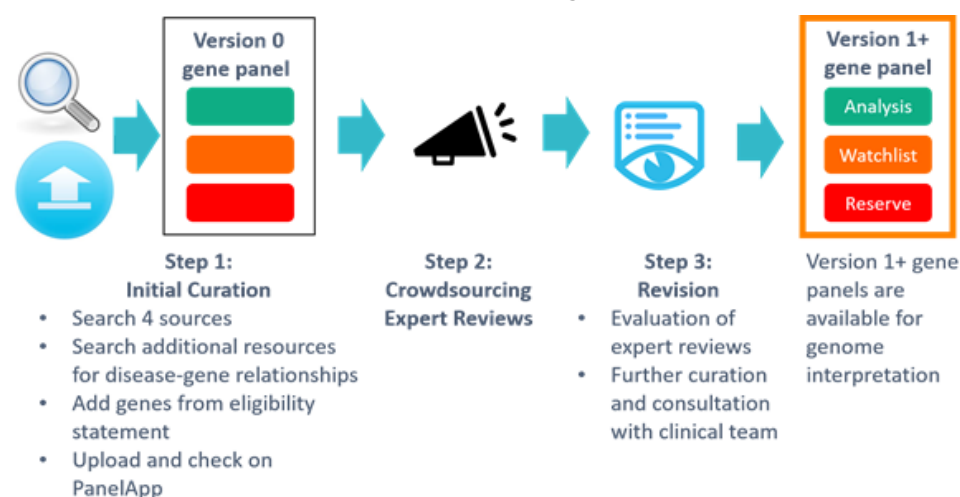 Version 0
gene panel
Version 1+
gene panel
Analysis
Watchlist
Reserve
Step 1:
Initial Curation
• Search 4 sources
• Search additional resources
for disease-gene relationships
• Add genes from eligibility
statement
• Upload and check on
PanelApp
Step 2:
Crowdsourcing
Expert Reviews
Step 3:
Revision
• Evaluation of
expert reviews
• Further curation
and consultation
with clinical team
Version 1+ gene
panels are
available for
genome
interpretation